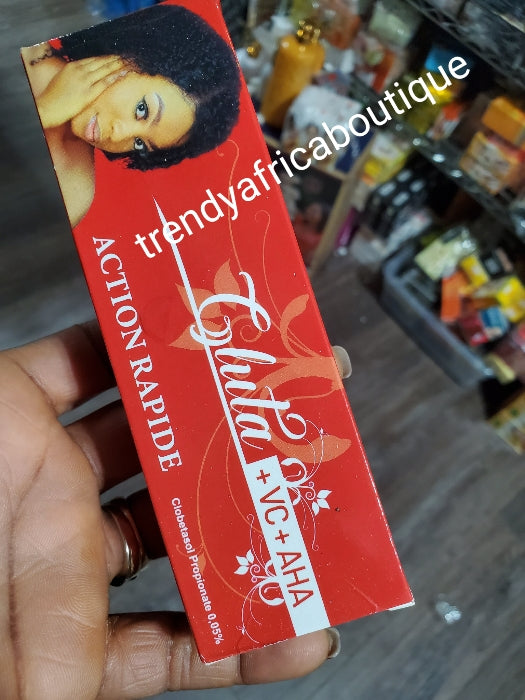 trendyafricaboutique
ACTION RAPIDE
Gluta
+ VC + AHA
Clobetasol Propionate 0,05%